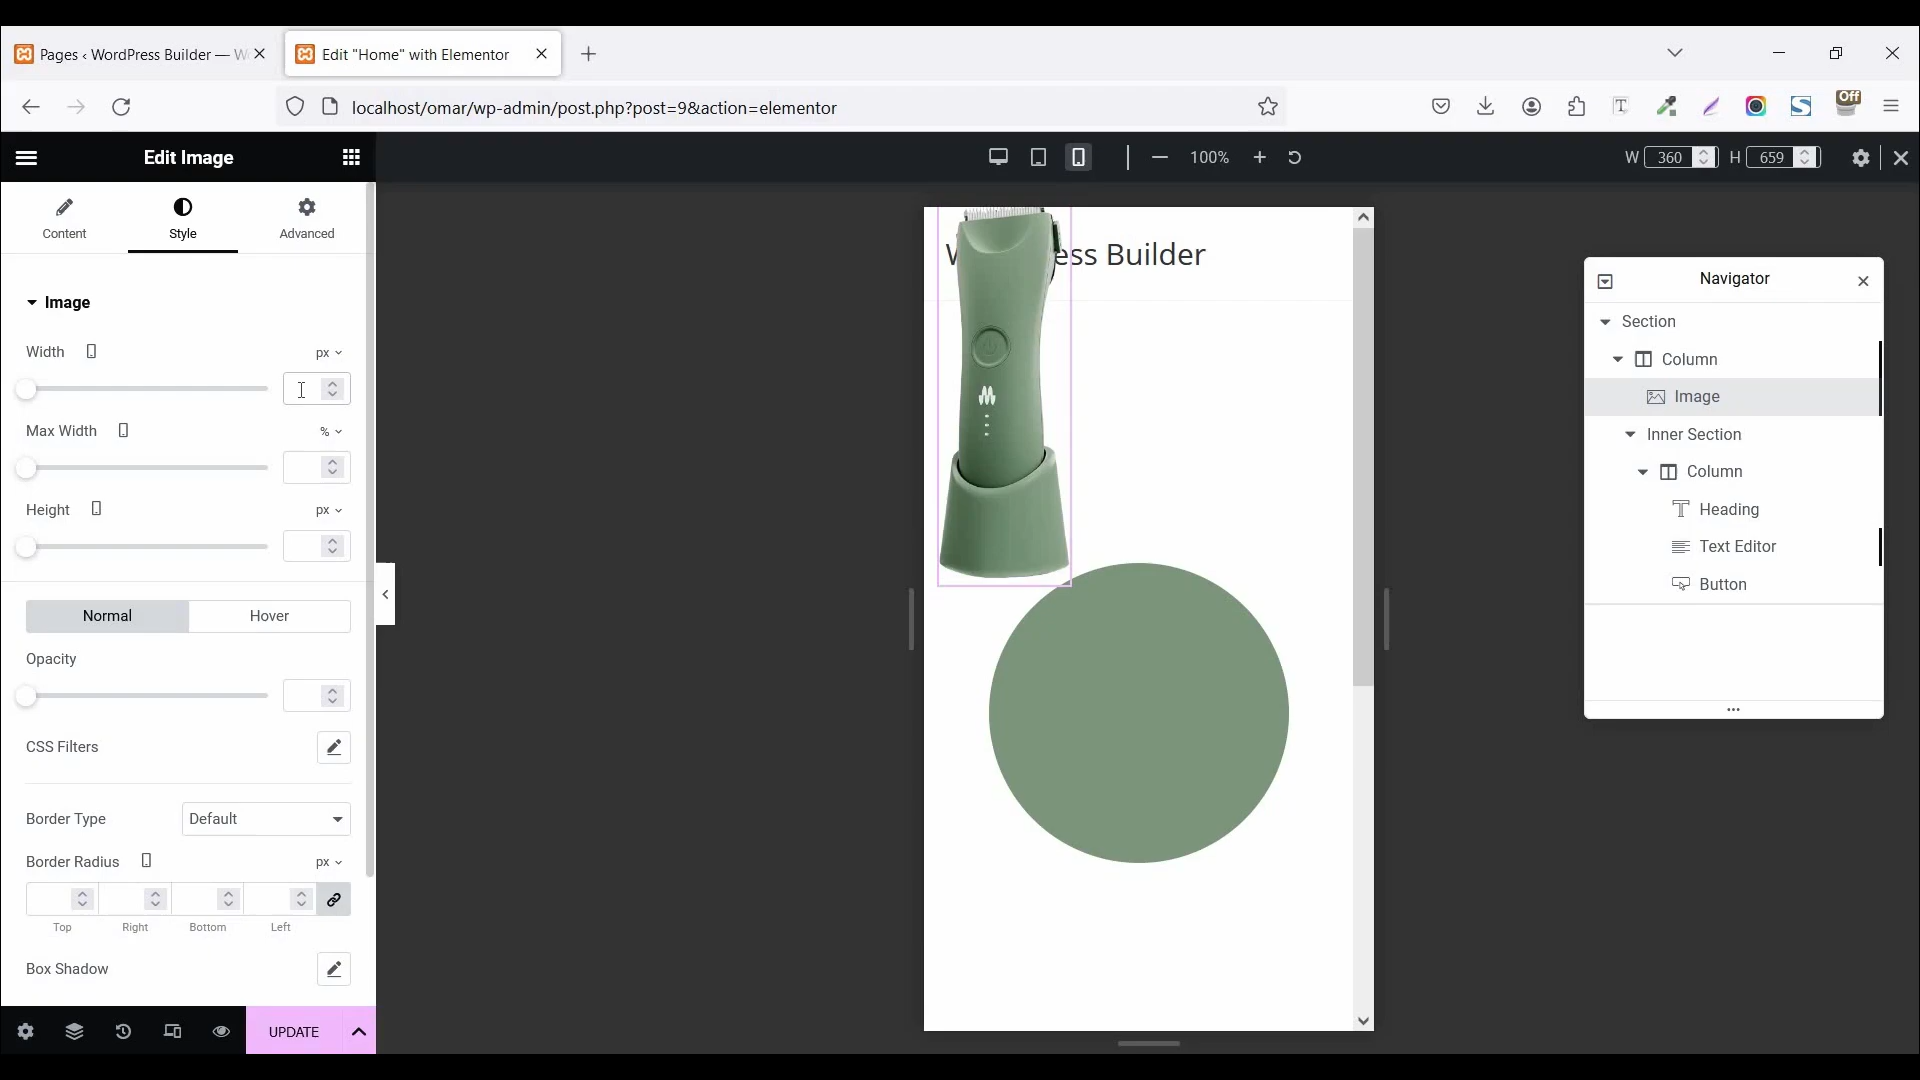 Pages ‹ WordPress Builder — W
Edit "Home" with Elementor
localhost/omar/wp-admin/post.php?post=9&action=elementor
Off
Edit Image
100%
W 360
H 659
Content
Style
Advanced
Image
Width
px
Max Width
%
Height
px
Normal
Hover
Opacity
CSS Filters
Border Type
Default
Border Radius
px
Top
Right
Bottom
Left
Box Shadow
UPDATE
ess Builder
Navigator
Section
Column
Image
Inner Section
Column
Heading
Text Editor
Button